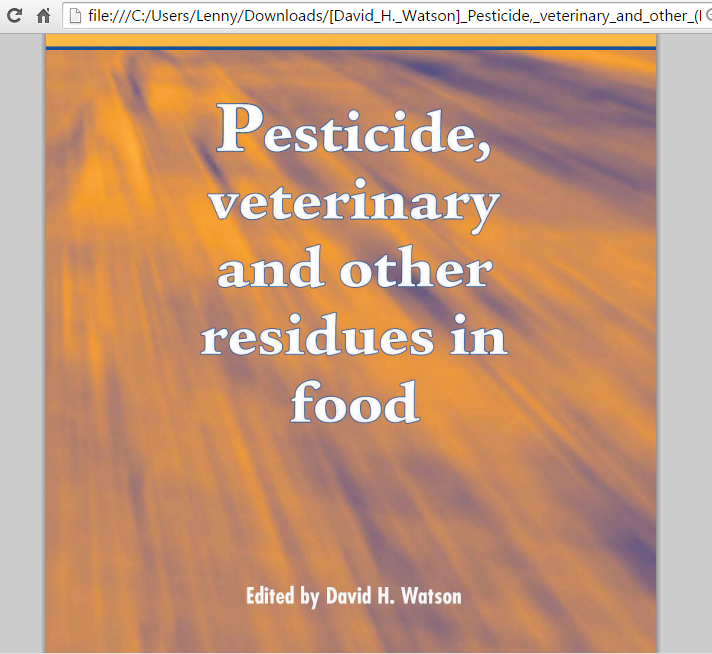 file:///C:/Users/Lenny/Downloads/[David_H._Watson]_Pesticide,_veterinary_and_other_(
Pesticide,
veterinary
and other
residues in
food
Edited by David H. Watson